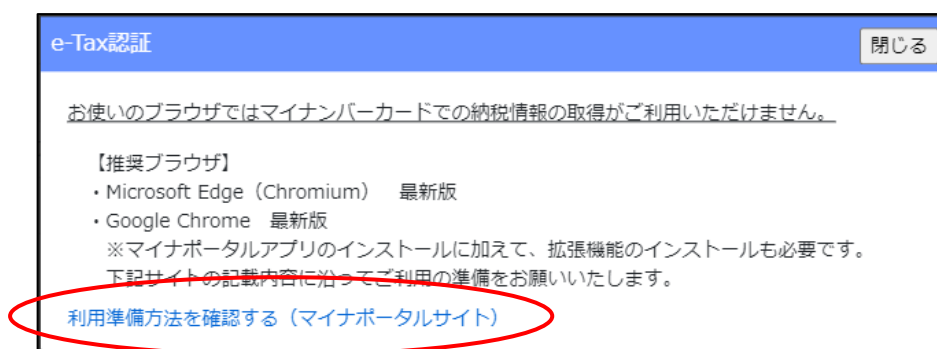 e-Tax認証
閉じる
お使いのブラウザではマイナンバーカードでの納税情報の取得がご利用いただけません。
【推奨ブラウザ】
・Microsoft Edge（Chromium）　最新版
・Google Chrome　最新版
※マイナポータルアプリのインストールに加えて、拡張機能のインストールも必要です。
下記サイトの記載内容に沿ってご利用の準備をお願いいたします。
利用準備方法を確認する（マイナポータルサイト）